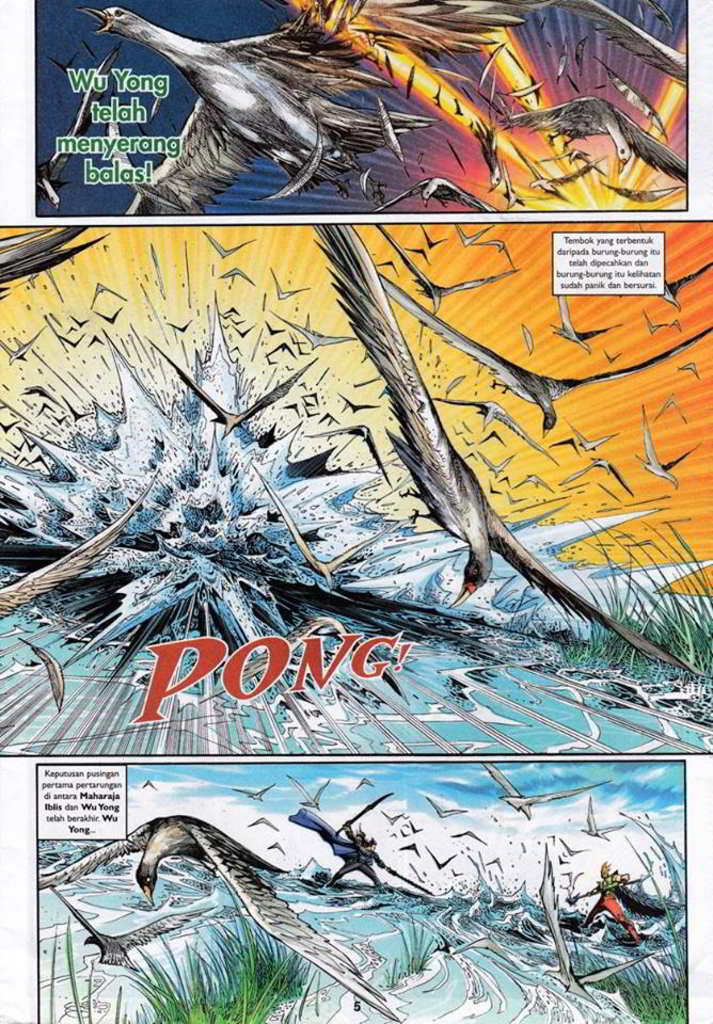 Wu Yong
telah
menyerang
balas!
Tembok yang terbentuk
daripada burung-burung itu
telah dipecahkan dan
burung-burung itu kelihatan
sudah panik dan bersurai.
PONG!
Keputusan pusingan
pertama pertarungan
di antara Maharaja
Iblis dan Wu Yong
telah berakhir. Wu
Yong...
5